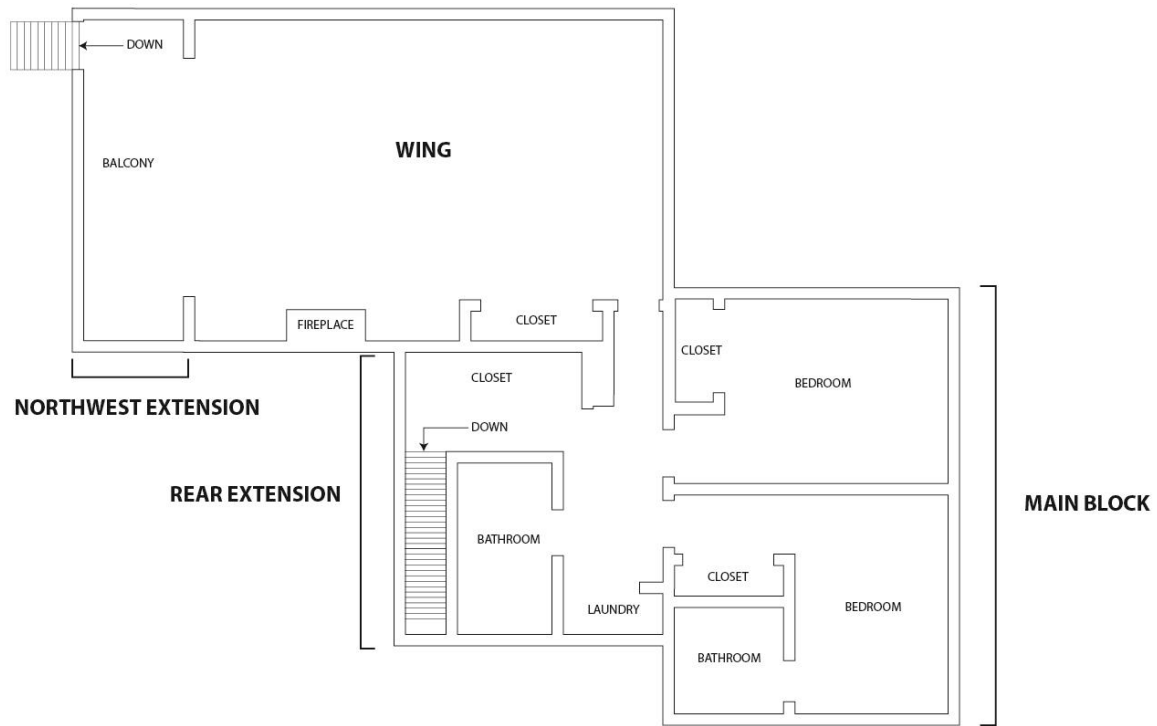 DOWN
WING
BALCONY
FIREPLACE
CLOSET
CLOSET
CLOSET
BEDROOM
NORTHWEST EXTENSION
DOWN
REAR EXTENSION
MAIN BLOCK
BATHROOM
CLOSET
LAUNDRY
BEDROOM
BATHROOM